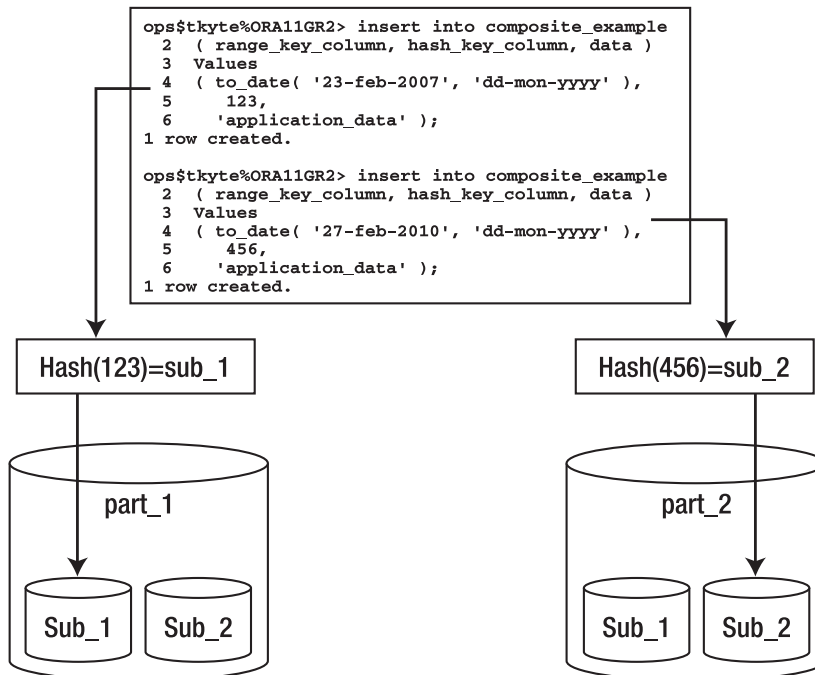 ops$tkyte%ORA11GR2> insert into composite_example
2 ( range_key_column, hash_key_column, data )
3 Values
4 ( to_date( '23-feb-2007', 'dd-mon-yyyy' ),
5 123,
6 'application_data' );
1 row created.
ops$tkyte%ORA11GR2> insert into composite_example
2 ( range_key_column, hash_key_column, data )
3 Values
4 ( to_date( '27-feb-2010', 'dd-mon-yyyy' ),
5 456,
6 'application_data' );
1 row created.
Hash(123)=sub_1
Hash(456)=sub_2
part_1
part_2
Sub_1
Sub_2
Sub_1
Sub_2